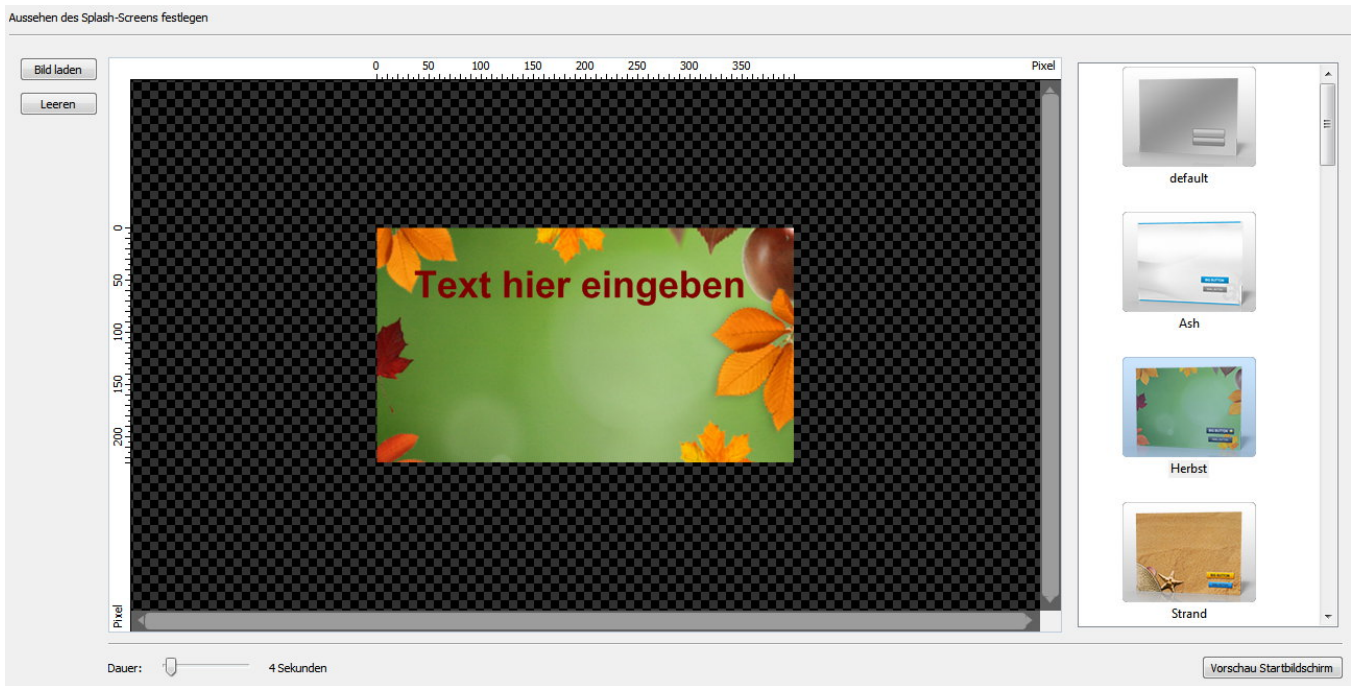 Aussehen des Splash-Screens festlegen
Bild laden
Leeren
0 50 100 150 200 250 300 350 Pixel
0
50
100
150
200
Pixel
Text hier eingeben
default
Ash
Herbst
Strand
Dauer: 4 Sekunden
Vorschau Startbildschirm